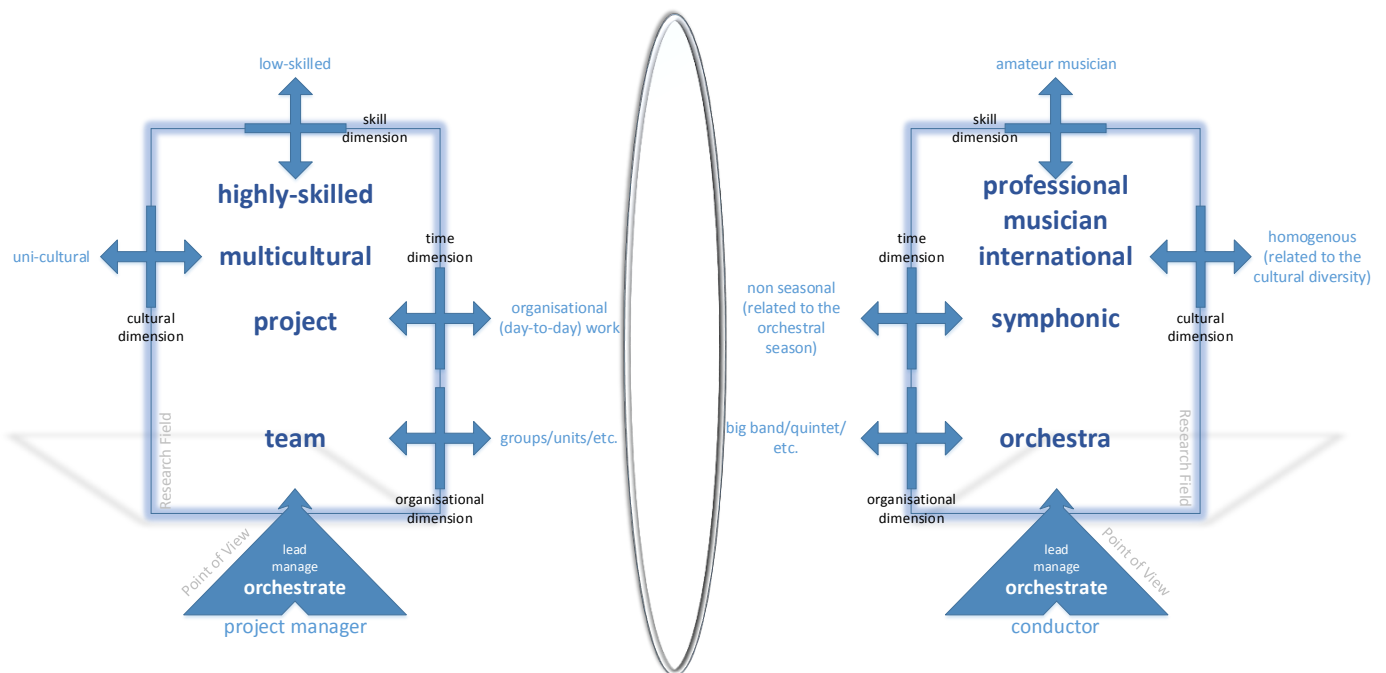 low-skilled
skill
dimension
highly-skilled
uni-cultural
multicultural
time
dimension
cultural
dimension
project
organisational
(day-to-day) work
Research Field
team
groups/units/etc.
organisational
dimension
Point of View
lead
manage
orchestrate
project manager
amateur musician
skill
dimension
professional
musician
time
dimension
international
homogenous
(related to the
cultural diversity)
non seasonal
(related to the
orchestral
season)
symphonic
cultural
dimension
big band/quintet/
etc.
orchestra
Research Field
organisational
dimension
Point of View
lead
manage
orchestrate
conductor